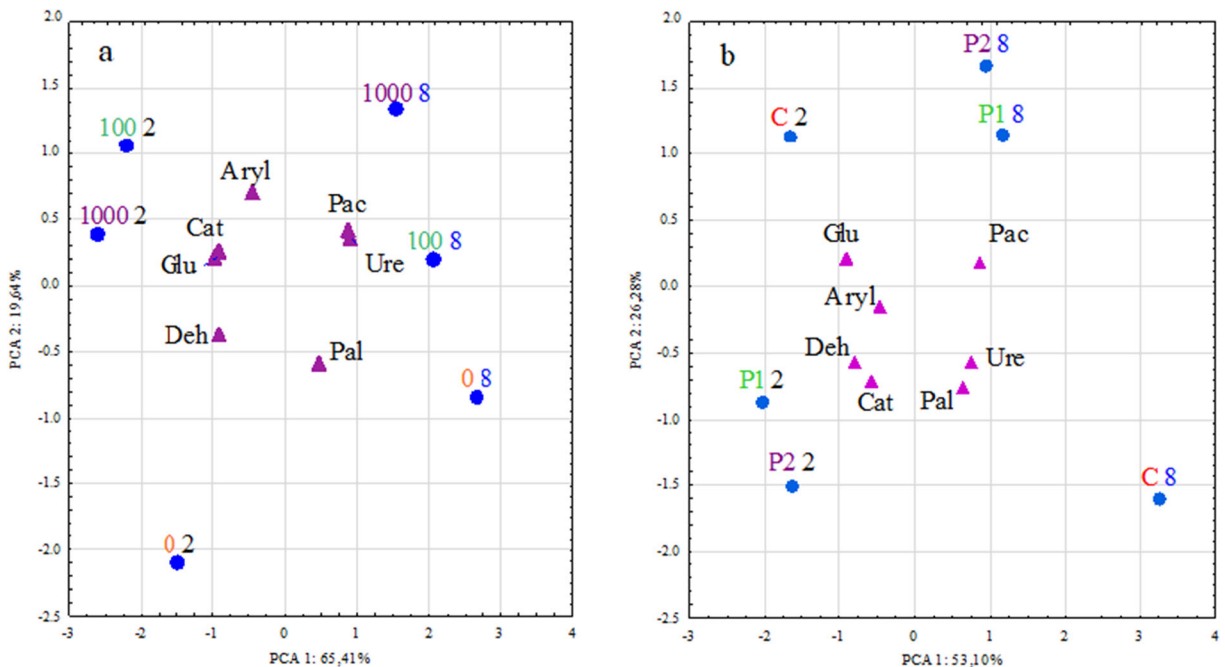 a
2.0
1.5
1.0
0.5
0.0
-0.5
-1.0
-1.5
-2.0
-2.5
PCA 2: 19,64%
1000 8
100 2
Aryl
1000 2
Cat
Pac
100 8
Glu
Ure
Deh
Pal
0 8
0 2
-3 -2 -1 0 1 2 3 4
PCA 1: 65,41%
b
2.0
1.5
1.0
0.5
0.0
-0.5
-1.0
-1.5
-2.0
-2.5
PCA 2: 26,28%
P2 8
C 2
P1 8
Glu
Pac
Aryl
Deh
Ure
P1 2
Cat
Pal
P2 2
C 8
-3 -2 -1 0 1 2 3 4
PCA 1: 53,10%